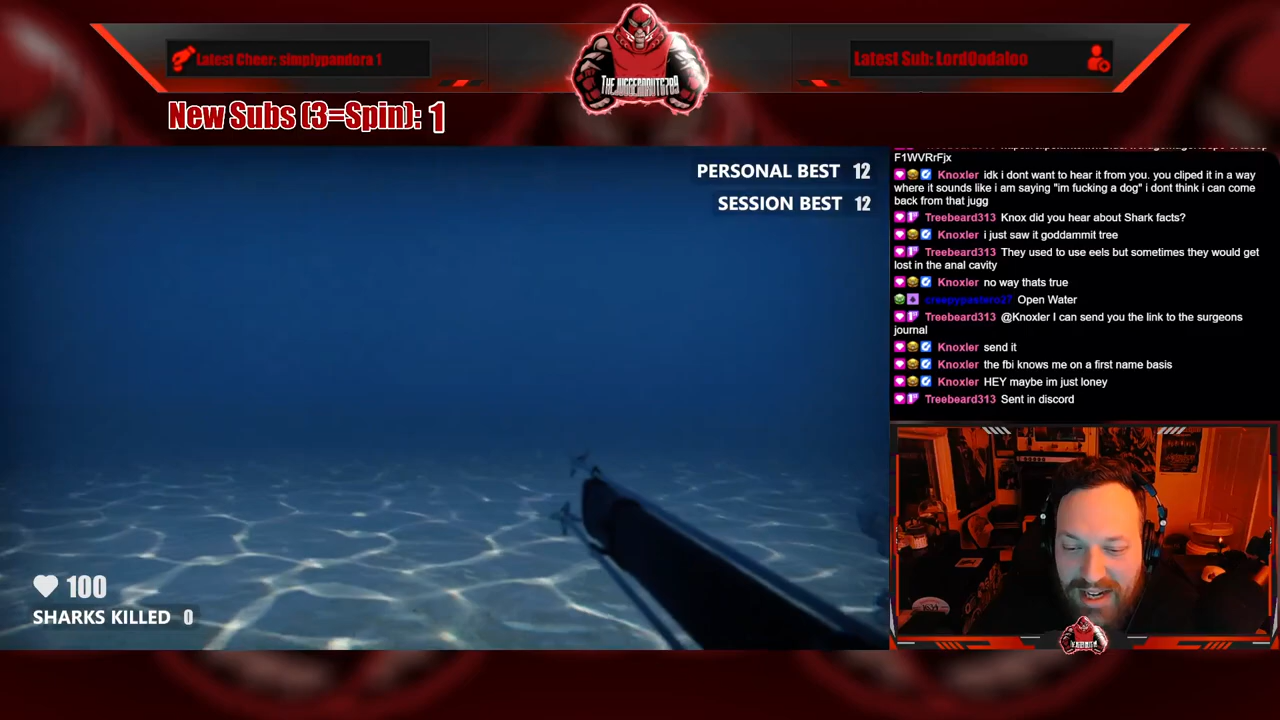 Latest Cheer: simplypandora 1
THEJUGGERNAUT6789
Latest Sub: LordOodaloo
New Subs (3=Spin): 1
PERSONAL BEST 12
SESSION BEST 12
F1WVRrFjx
Knoxler idk i dont want to hear it from you. you cliped it in a way
where it sounds like i am saying "im fucking a dog" i dont think i can come
back from that jugg
Treebeard313 Knox did you hear about Shark facts?
Knoxler i just saw it goddammit tree
Treebeard313 They used to use eels but sometimes they would get
lost in the anal cavity
Knoxler no way thats true
creepypastero27 Open Water
Treebeard313 @Knoxler I can send you the link to the surgeons
journal
Knoxler send it
Knoxler the fbi knows me on a first name basis
Knoxler HEY maybe im just loney
Treebeard313 Sent in discord
100
SHARKS KILLED 0